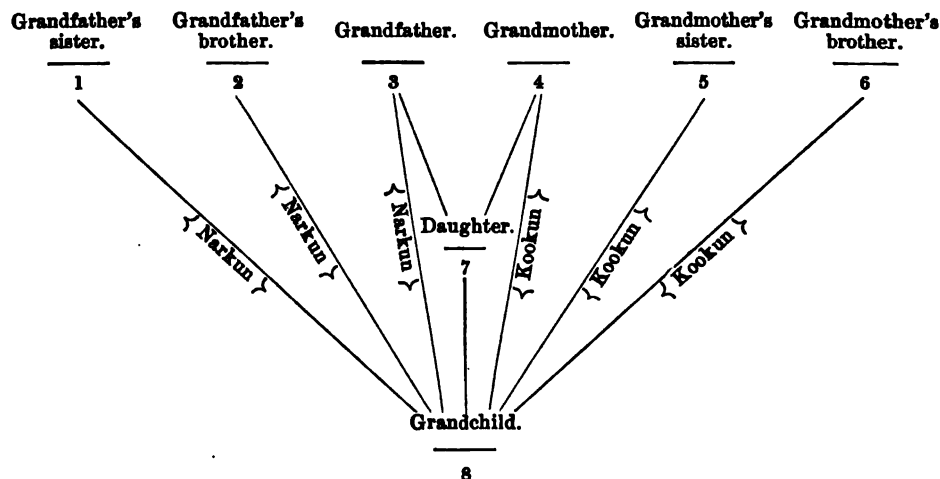 Grandfather's sister.
1
Grandfather's brother.
2
Grandfather.
3
Grandmother.
4
Grandmother's sister.
5
Grandmother's brother.
6
Narkun
Narkun
Narkun
Daughter.
7
Kookun
Kookun
Kookun
Grandchild.
8